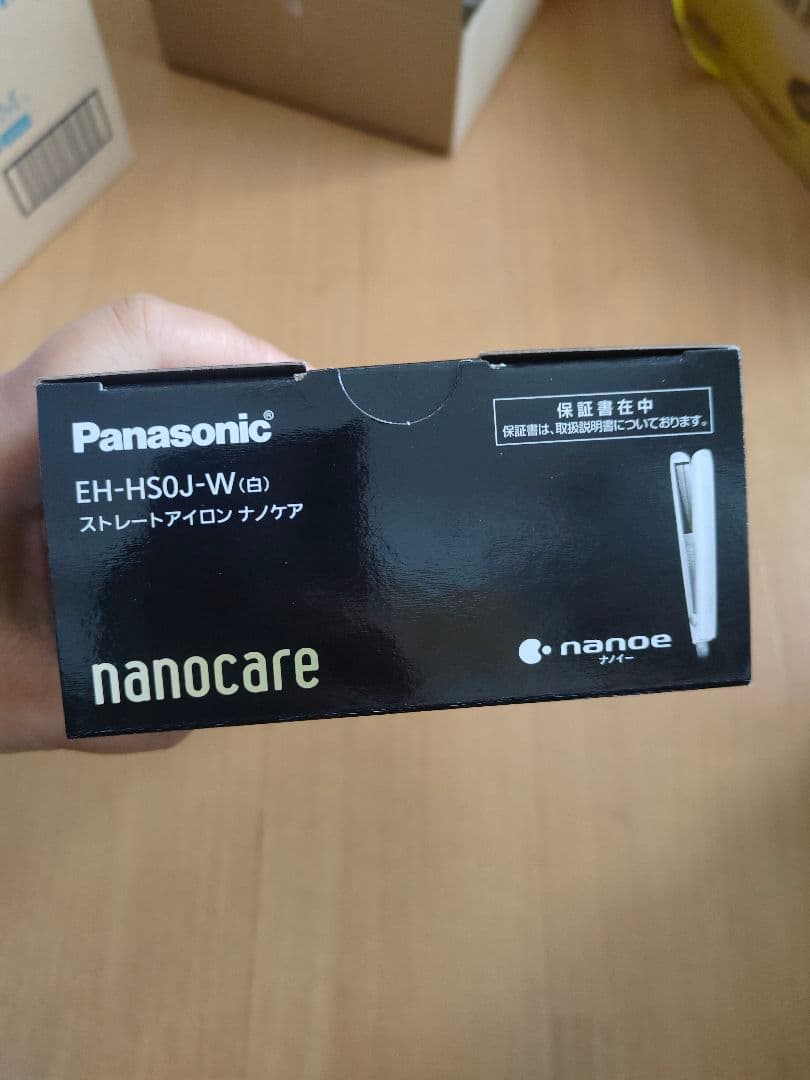 Panasonic®
EH-HS0J-W(白)
ストレートアイロン ナノケア
保証書在中
保証書は、取扱説明書についております。
nanocare
nanoe
ナノイー